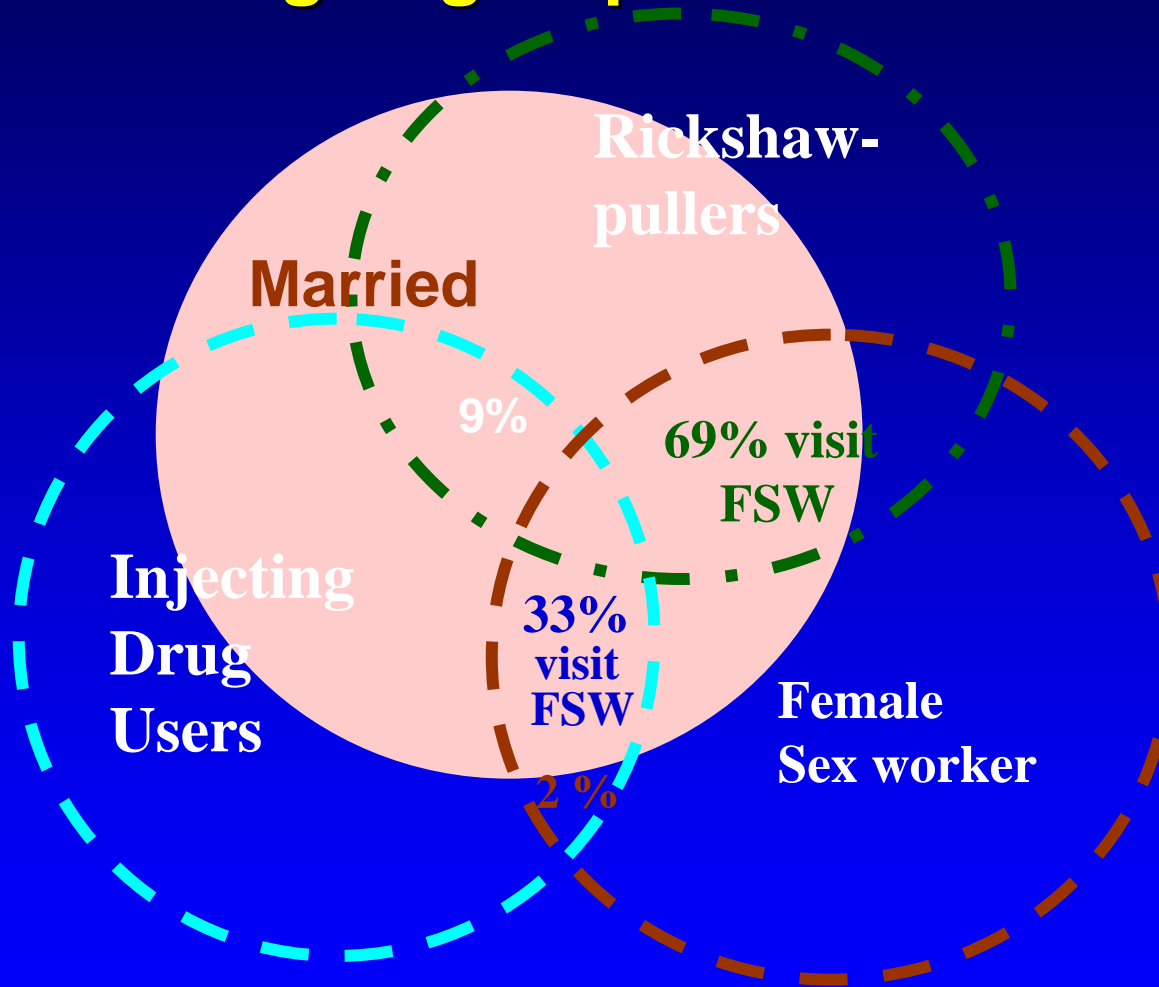 Rickshaw-
pullers
Married
9%
69% visit
FSW
Injecting
Drug
Users
33%
visit
FSW
Female
Sex worker
2 %